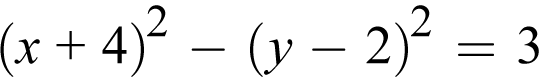 (x + 4)² − (y − 2)² = 3